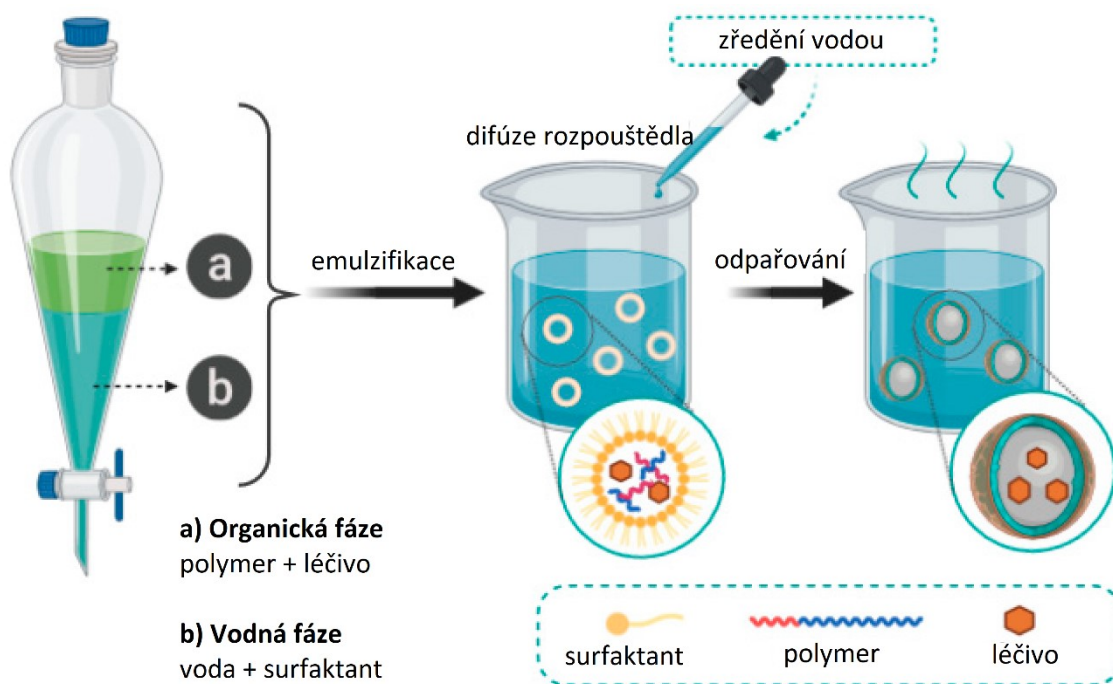 zředění vodou
difúze rozpouštědla
a
emulzifikace
odpařování
b
a) Organická fáze
polymer + léčivo
b) Vodná fáze
voda + surfaktant
surfaktant
polymer
léčivo